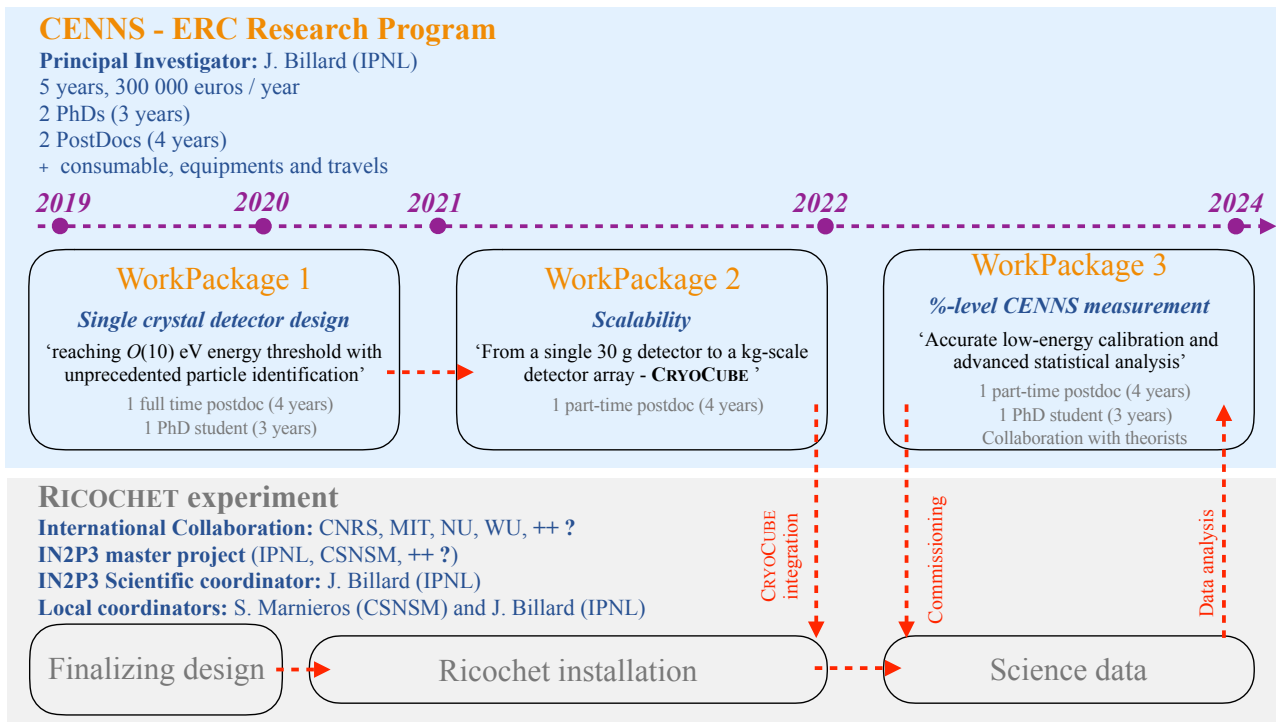 CENNS - ERC Research Program
Principal Investigator: J. Billard (IPNL)
5 years, 300 000 euros / year
2 PhDs (3 years)
2 PostDocs (4 years)
+ consumable, equipments and travels
2019
2020
2021
2022
2024
WorkPackage 1
Single crystal detector design
‘reaching O(10) eV energy threshold with
unprecedented particle identification’
1 full time postdoc (4 years)
1 PhD student (3 years)
WorkPackage 2
Scalability
‘From a single 30 g detector to a kg-scale
detector array - CRYOCUBE ’
1 part-time postdoc (4 years)
WorkPackage 3
%-level CENNS measurement
‘Accurate low-energy calibration and
advanced statistical analysis’
1 part-time postdoc (4 years)
1 PhD student (3 years)
Collaboration with theorists
RICOCHET experiment
International Collaboration: CNRS, MIT, NU, WU, ++ ?
IN2P3 master project (IPNL, CSNSM, ++ ?)
IN2P3 Scientific coordinator: J. Billard (IPNL)
Local coordinators: S. Marnieros (CSNSM) and J. Billard (IPNL)
CRYOCUBE
integration
Commissioning
Data analysis
Finalizing design
Ricochet installation
Science data